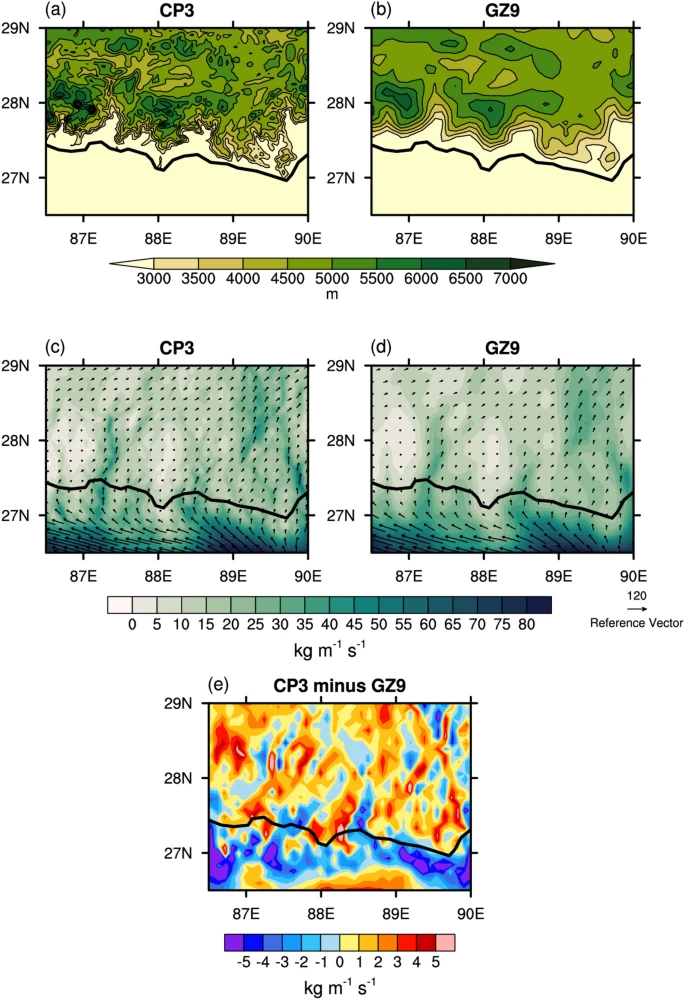 (a) CP3 (b) GZ9
29N 29N
28N 28N
27N 27N
87E 88E 89E 90E 87E 88E 89E 90E
3000 3500 4000 4500 5000 5500 6000 6500 7000
m
(c) CP3 (d) GZ9
29N 29N
28N 28N
27N 27N
87E 88E 89E 90E 87E 88E 89E 90E
0 5 10 15 20 25 30 35 40 45 50 55 60 65 70 75 80
120
Reference Vector
kg m⁻¹ s⁻¹
(e) CP3 minus GZ9
29N
28N
27N
87E 88E 89E 90E
-5 -4 -3 -2 -1 0 1 2 3 4 5
kg m⁻¹ s⁻¹